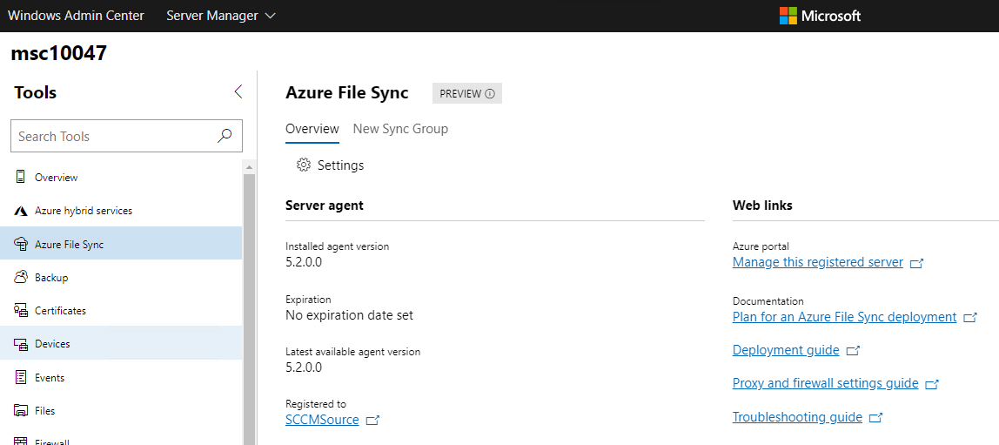 Windows Admin Center Server Manager Microsoft
msc10047
Tools
Search Tools
Overview
Azure hybrid services
Azure File Sync
Backup
Certificates
Devices
Events
Files
Firewall
Azure File Sync PREVIEW
Overview New Sync Group
Settings
Server agent
Installed agent version
5.2.0.0
Expiration
No expiration date set
Latest available agent version
5.2.0.0
Registered to
SCCMSource
Web links
Azure portal
Manage this registered server
Documentation
Plan for an Azure File Sync deployment
Deployment guide
Proxy and firewall settings guide
Troubleshooting guide